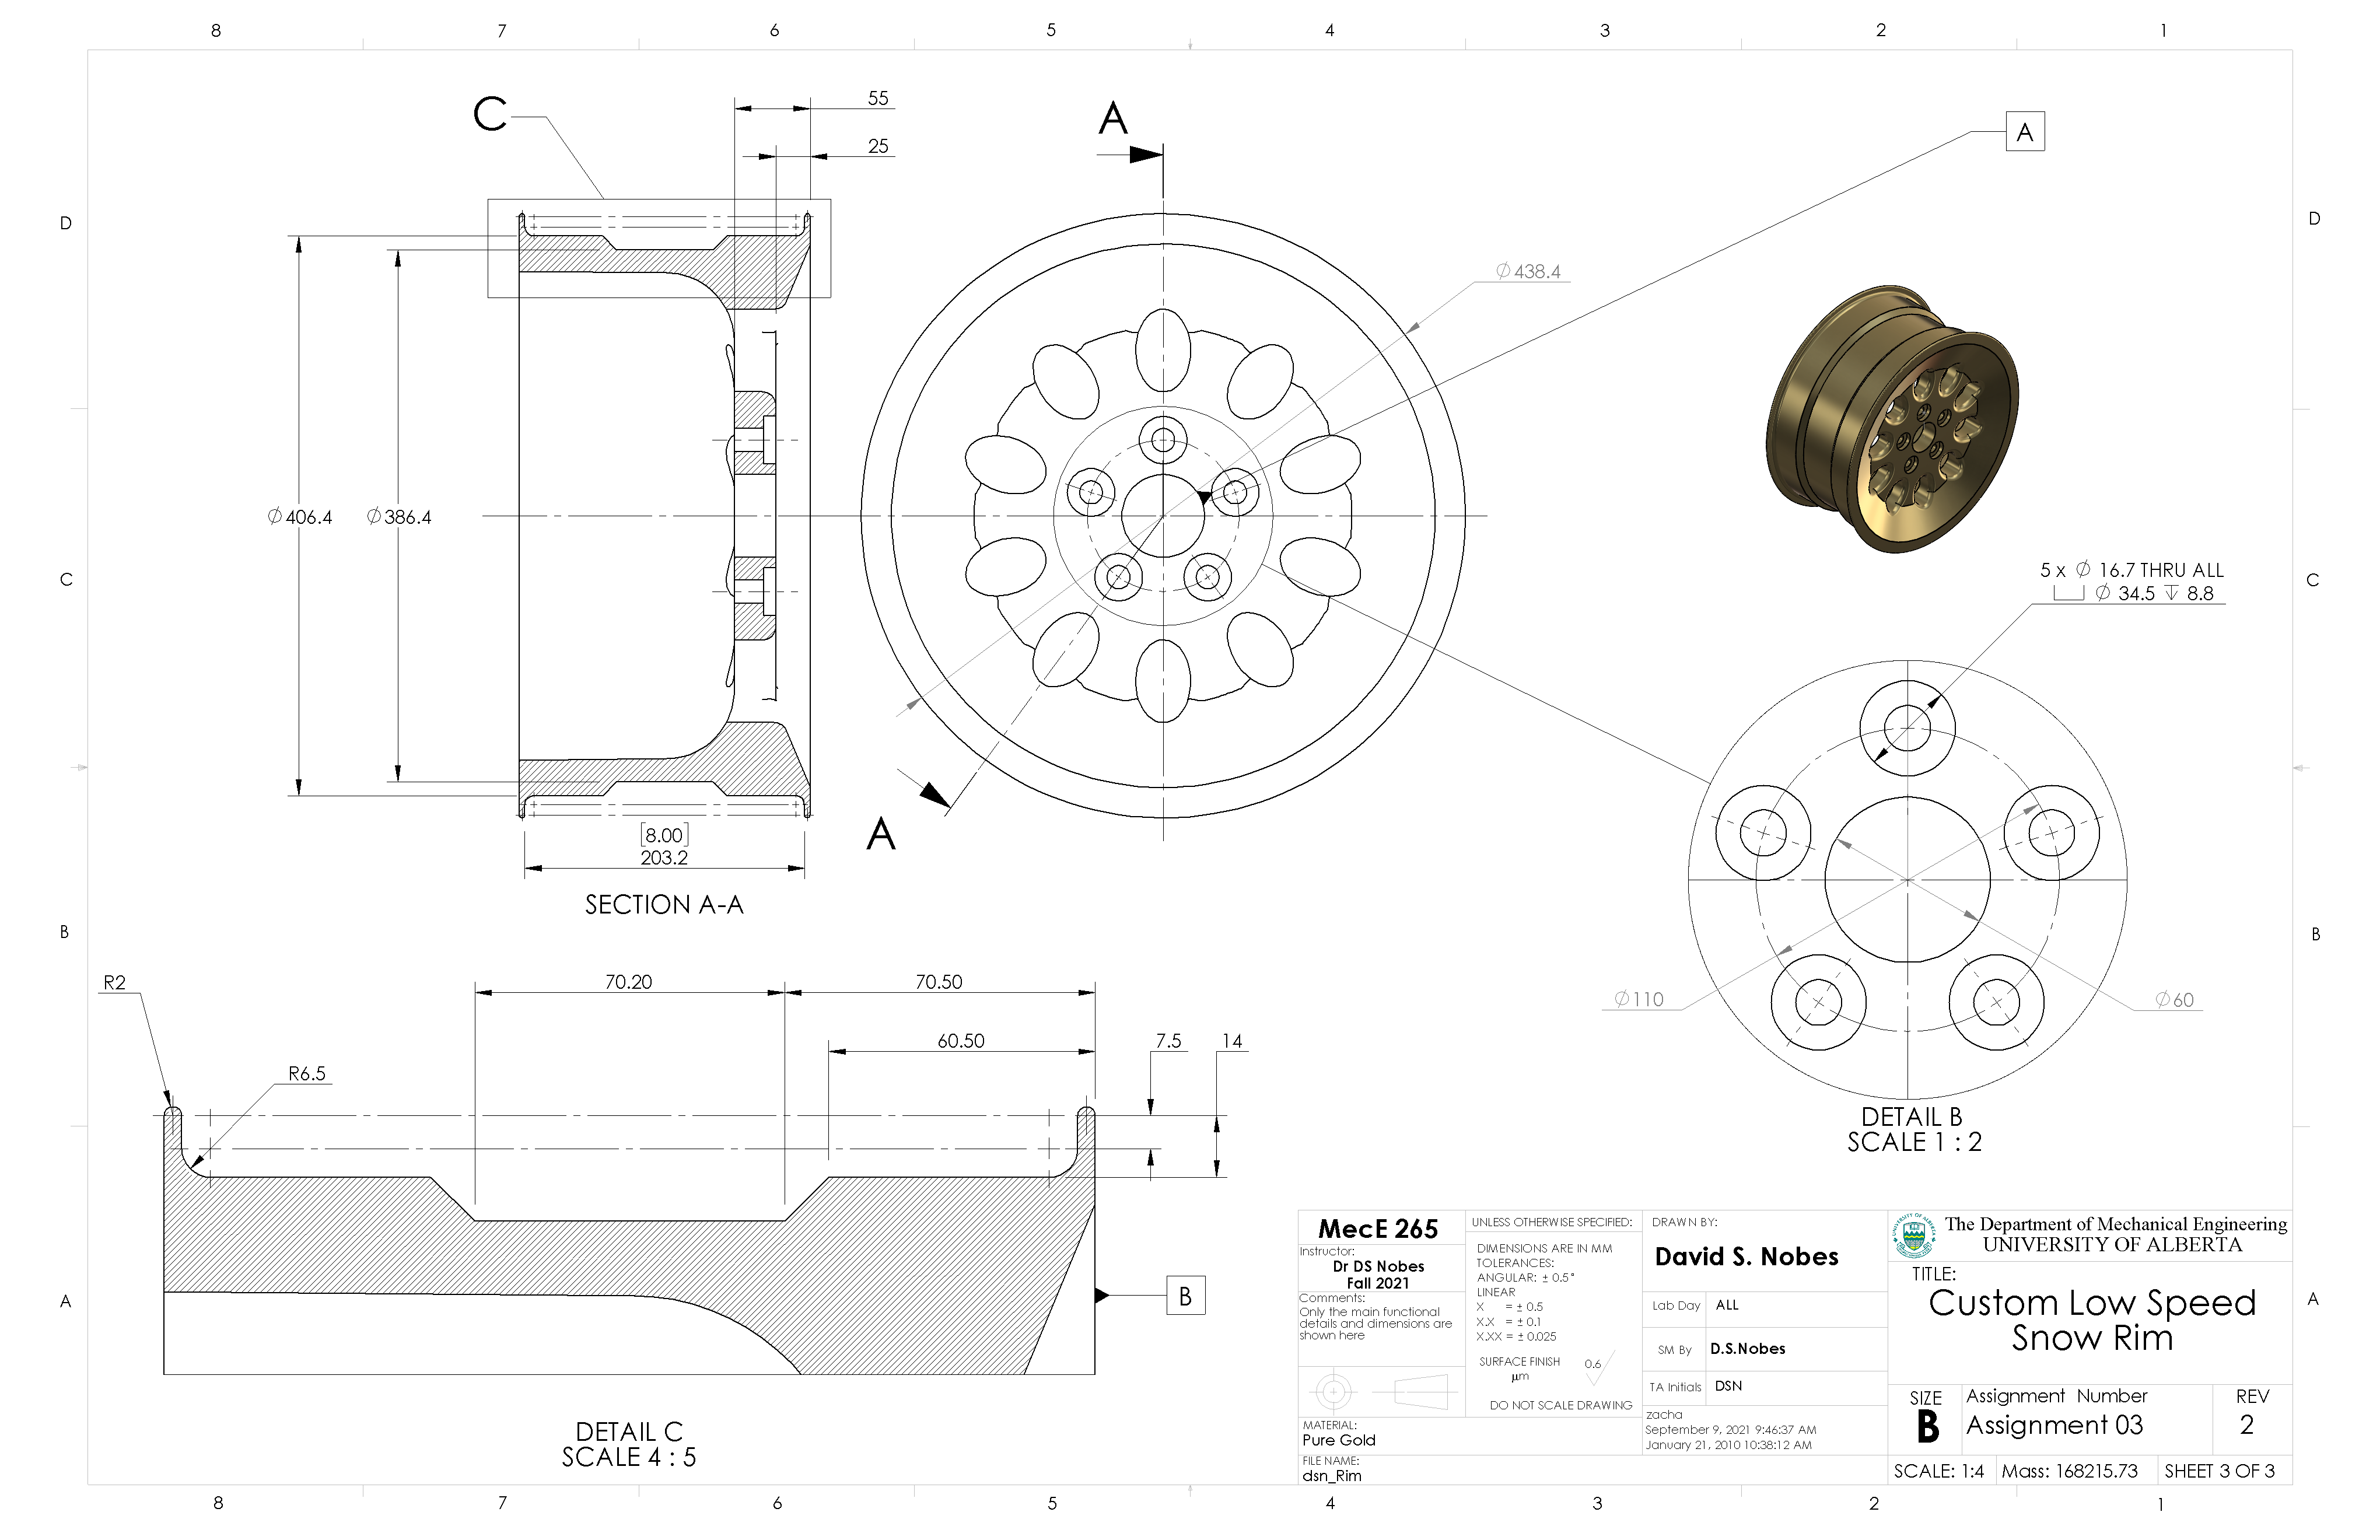 8 7 6 5 4 3 2 1
D
C
B
A
D
C
B
A
C
55
25
A
A
⌀438.4
A
⌀406.4
⌀386.4
[8.00]
203.2
SECTION A-A
A
5 x ⌀ 16.7 THRU ALL
⌴ ⌀ 34.5 ↧ 8.8
⌀110
⌀60
DETAIL B
SCALE 1 : 2
R2
R6.5
70.20
70.50
60.50
7.5
14
B
DETAIL C
SCALE 4 : 5
MecE 265
Instructor:
Dr DS Nobes
Fall 2021
Comments:
Only the main functional
details and dimensions are
shown here
UNLESS OTHERWISE SPECIFIED:
DIMENSIONS ARE IN MM
TOLERANCES:
ANGULAR: ± 0.5°
LINEAR
X = ± 0.5
X.X = ± 0.1
X.XX = ± 0.025
SURFACE FINISH 0.6
µm
DO NOT SCALE DRAWING
MATERIAL:
Pure Gold
FILE NAME:
dsn_Rim
DRAWN BY:
David S. Nobes
Lab Day ALL
SM By D.S.Nobes
TA Initials DSN
zacha
September 9, 2021 9:46:37 AM
January 21, 2010 10:38:12 AM
The Department of Mechanical Engineering
UNIVERSITY OF ALBERTA
TITLE:
Custom Low Speed
Snow Rim
SIZE
B
Assignment Number
Assignment 03
REV
2
SCALE: 1:4 Mass: 168215.73 SHEET 3 OF 3
8 7 6 5 4 3 2 1